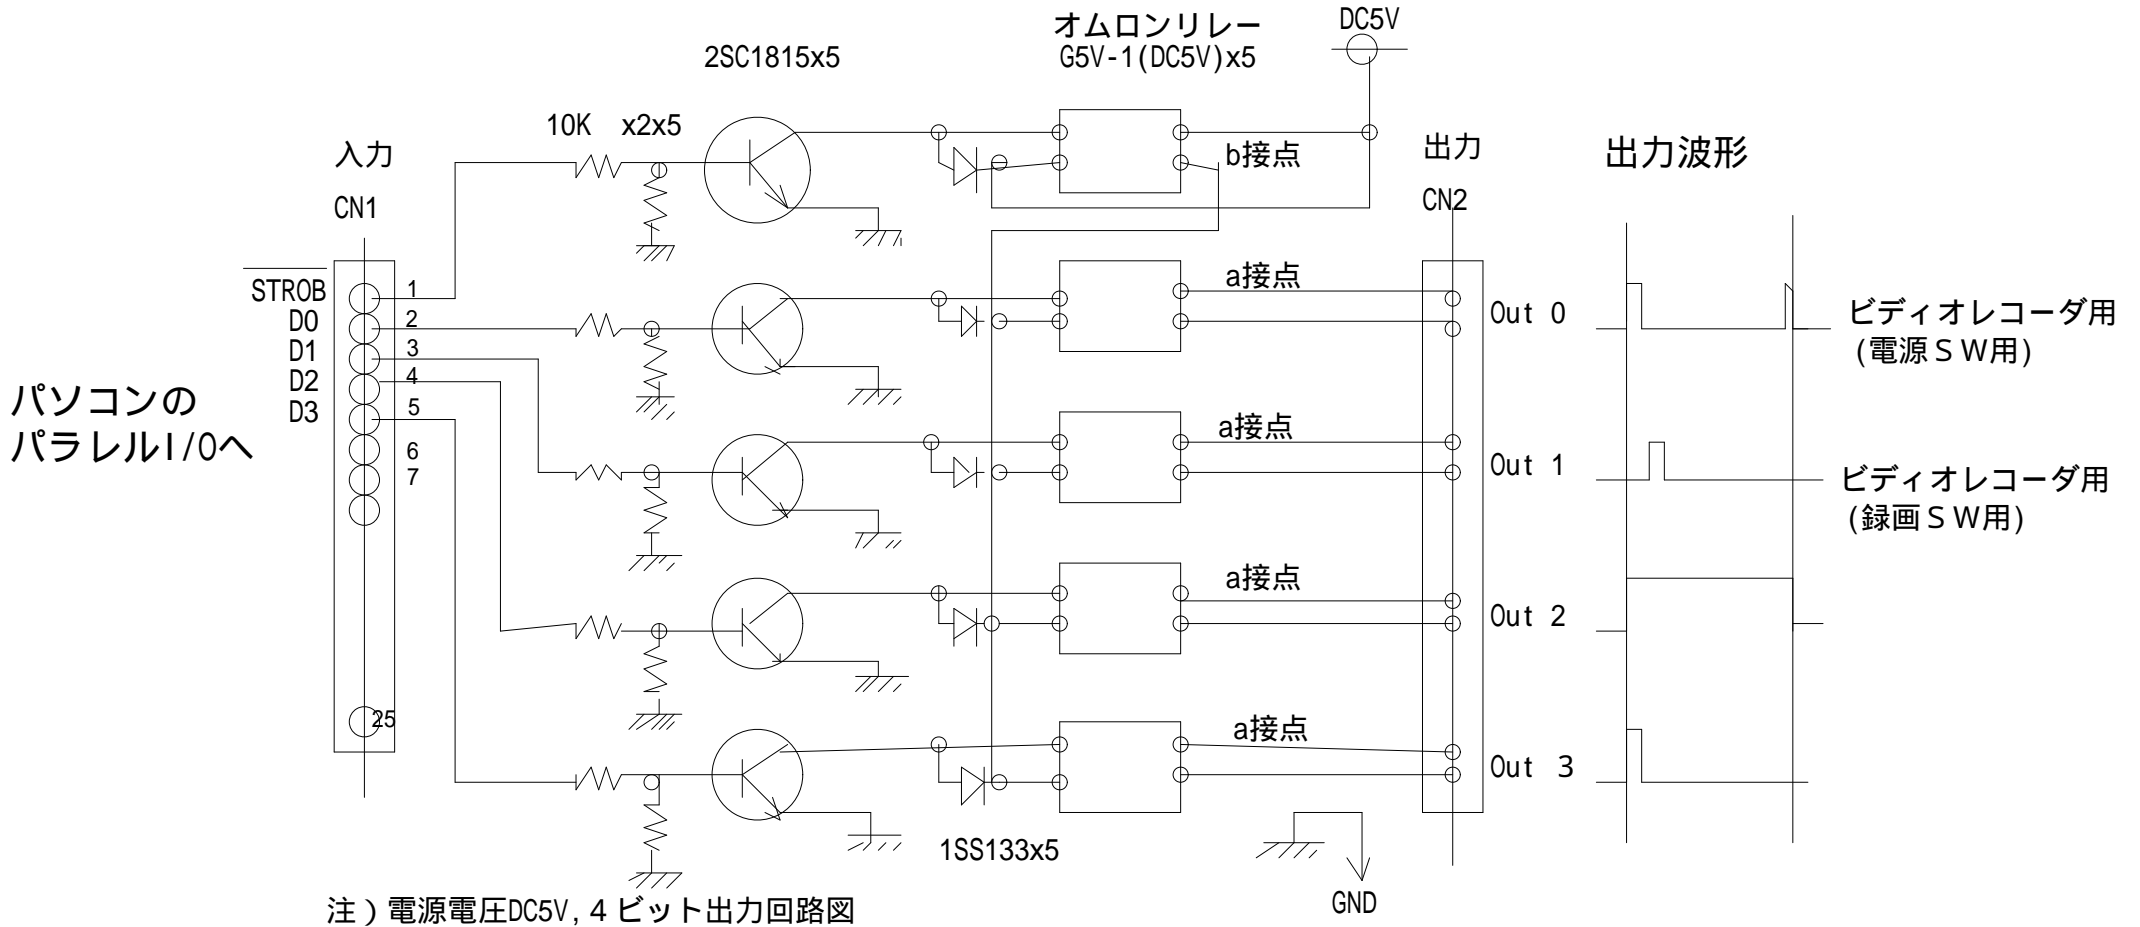 オムロンリレー
G5V-1(DC5V)x5
DC5V
2SC1815x5
10K x2x5
入力
CN1
b接点
出力
CN2
出力波形
STROB
D0
D1
D2
D3
1
2
3
4
5
6
7
25
パソコンの
パラレルI/Oへ
a接点
Out 0
ビディオレコーダ用
(電源SW用)
a接点
Out 1
ビディオレコーダ用
(録画SW用)
a接点
Out 2
a接点
Out 3
1SS133x5
GND
注）電源電圧DC5V,４ビット出力回路図